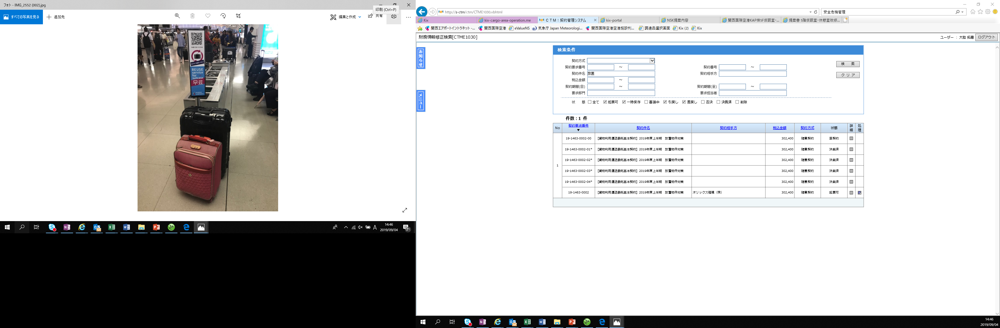 フォト - IMG_2552 (002).jpg
印刷 (Ctrl+P)
すべての写真を見る
追加先
編集と作成
共有
REUSE
service
for
suitcase
무료
KANSAI
AIRPORTS
A
14:46
2019/09/04
21
http://s-ctm/ctm/CTME1030.vbhtml
安全危機管理
Kix
kix-cargo-area-operation.me
ＣＴＭ：契約管理システム
kix-portal
NSK提案内容
関西国際空港KAP棟5F仮眠室・...
提案書 5階仮眠室・休憩室改修...
関西エアポートイントラネット -...
関西国際空港
eValueNS
気象庁 Japan Meteorologi...
関西国際空港空港施設利...
調達品選択画面
Kix (2)
Kix
財務情報修正検索[CTME1030]
ユーザー ： 大脇 拓磨
ログアウト
お知らせ
メニュー
検索条件
契約方式
契約要求番号 ～
契約番号 ～
契約件名 放置
契約相手方
税込金額 ～
契約期間(自) ～
契約期間(至) ～
要求部門
要求担当者
検 索
クリア
状 態 全て 起票可 一時保存 審議中 引戻し 差戻し 否決 決裁済 削除
件数：1 件
No 契約要求番号 ▼ 契約件名 契約相手方 税込金額 契約方式 状態 詳細 処理
1
19-1463-0002-00 【貨物利用運送委託基本契約】2019年度上半期　放置物件対策 302,400 随意契約 原契約
19-1463-0002-01* 【貨物利用運送委託基本契約】2019年度上半期　放置物件対策 302,400 随意契約 決裁済
19-1463-0002-02* 【貨物利用運送委託基本契約】2019年度上半期　放置物件対策 302,400 随意契約 決裁済
19-1463-0002-03* 【貨物利用運送委託基本契約】2019年度上半期　放置物件対策 302,400 随意契約 決裁済
19-1463-0002-04* 【貨物利用運送委託基本契約】2019年度上半期　放置物件対策 302,400 随意契約 決裁済
19-1463-0002 【貨物利用運送委託基本契約】2019年度上半期　放置物件対策 オリックス環境（株） 302,400 随意契約 起票可
14:46
2019/09/04